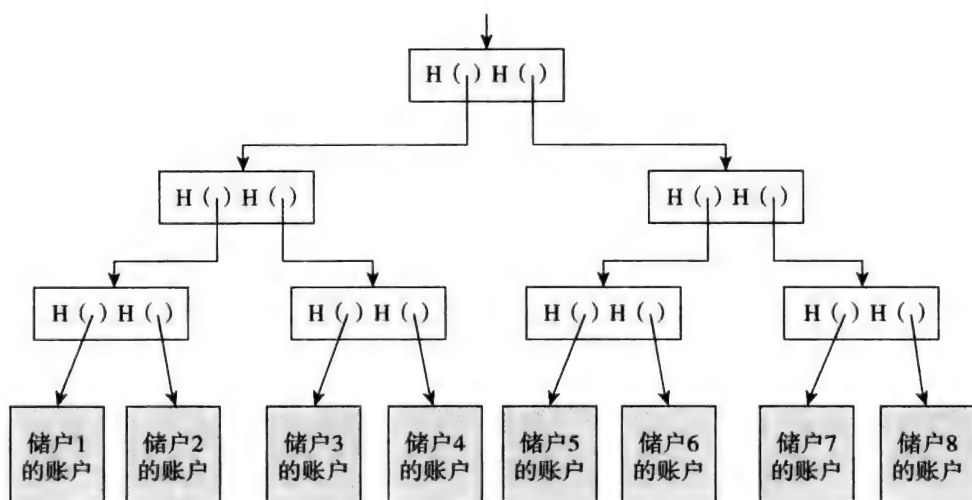 H ( ) H ( )
H ( ) H ( )
H ( ) H ( )
H ( ) H ( )
H ( ) H ( )
H ( ) H ( )
H ( ) H ( )
储户1
的账户
储户2
的账户
储户3
的账户
储户4
的账户
储户5
的账户
储户6
的账户
储户7
的账户
储户8
的账户